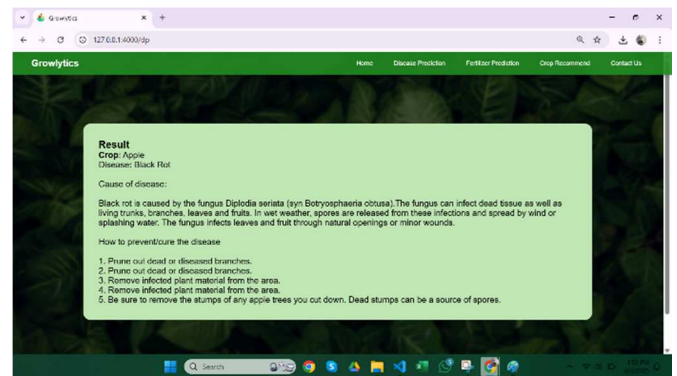 Growlytics
127.0.0.1:4000/dp
Growlytics
Home Disease Prediction Fertilizer Prediction Crop Recommend Contact Us
Result
Crop: Apple
Disease: Black Rot
Cause of disease:
Black rot is caused by the fungus Diplodia seriata (syn Botryosphaeria obtusa).The fungus can infect dead tissue as well as
living trunks, branches, leaves and fruits. In wet weather, spores are released from these infections and spread by wind or
splashing water. The fungus infects leaves and fruit through natural openings or minor wounds.
How to prevent/cure the disease
1. Prune out dead or diseased branches.
2. Prune out dead or diseased branches.
3. Remove infected plant material from the area.
4. Remove infected plant material from the area.
5. Be sure to remove the stumps of any apple trees you cut down. Dead stumps can be a source of spores.
Search